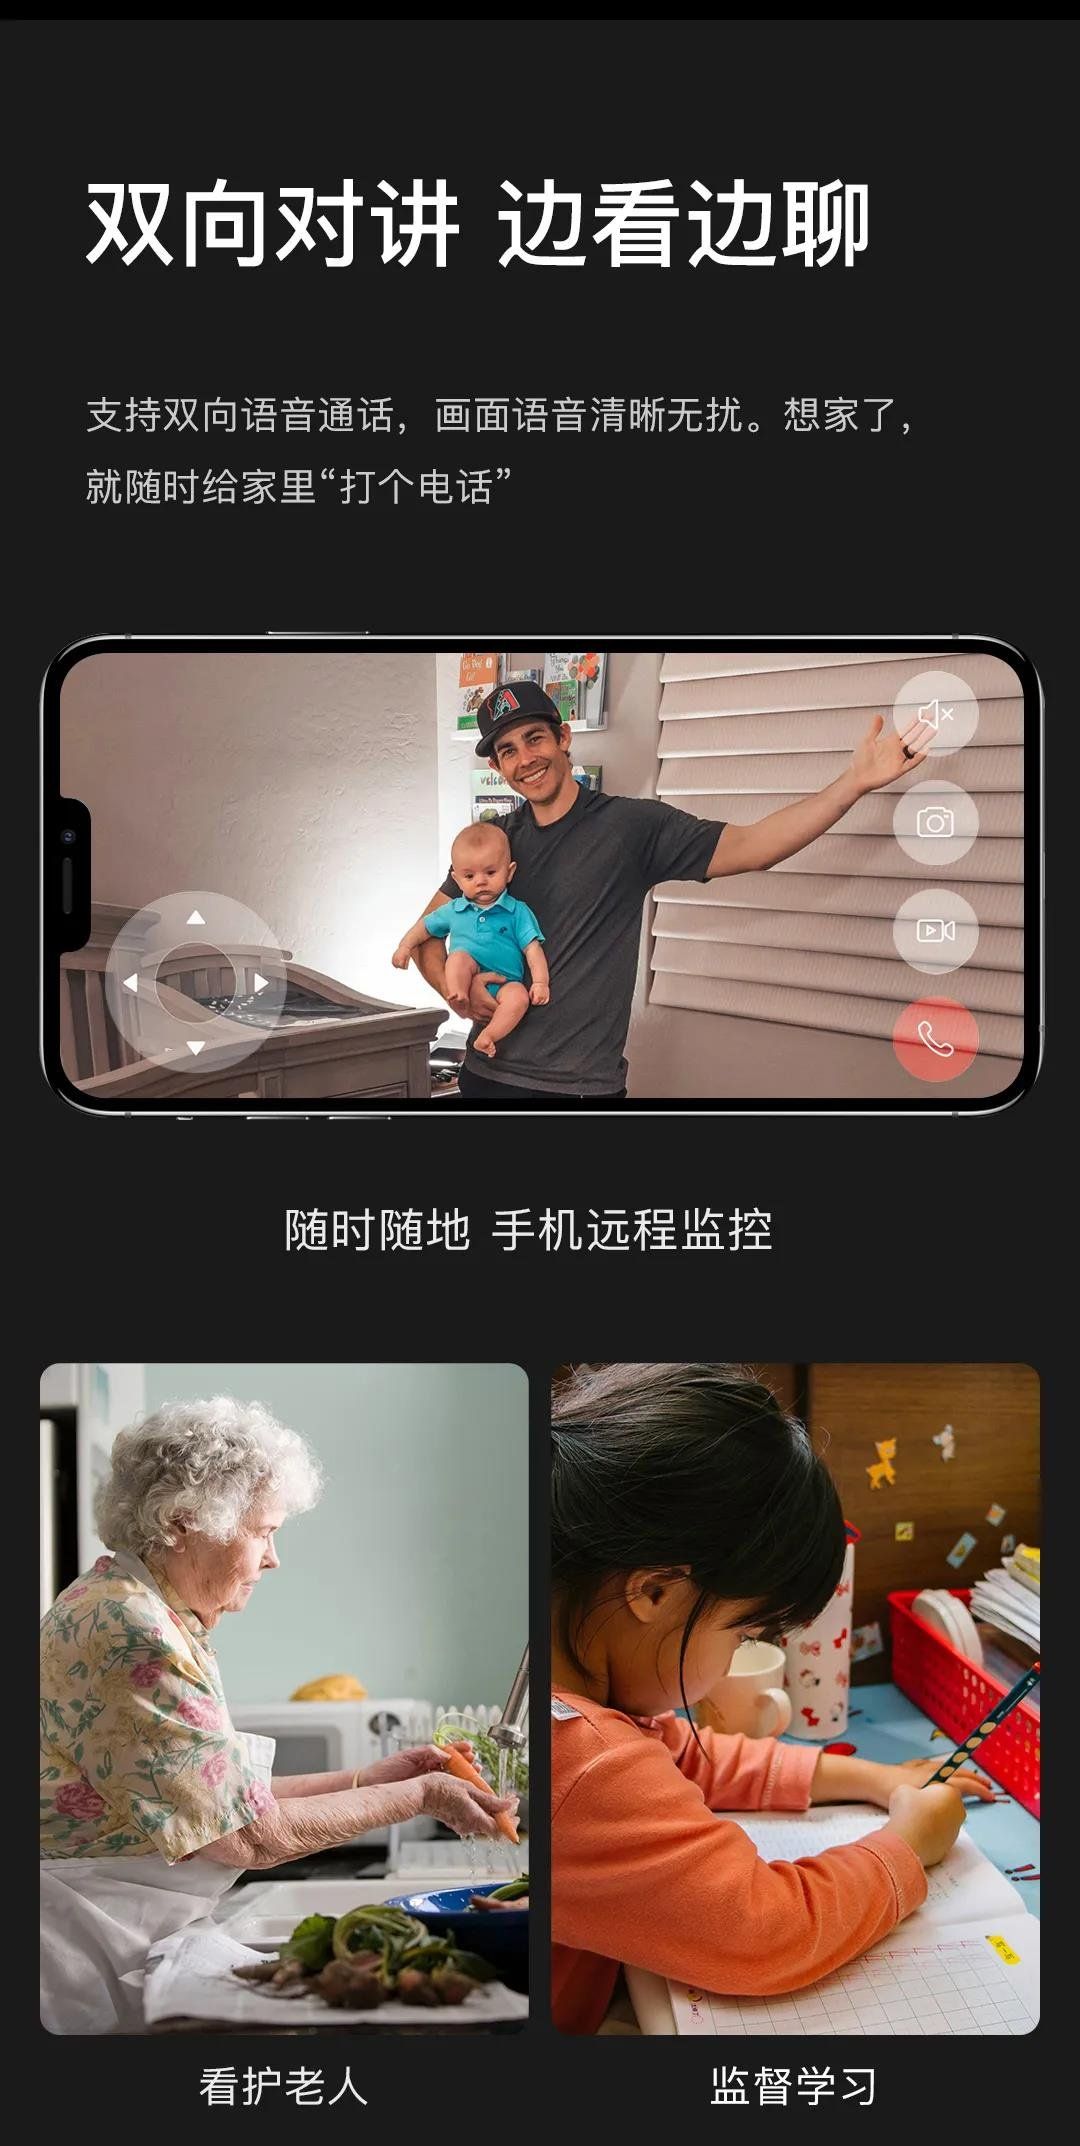 双向对讲 边看边聊
支持双向语音通话，画面语音清晰无扰。想家了，
就随时给家里“打个电话”
随时随地 手机远程监控
看护老人
监督学习